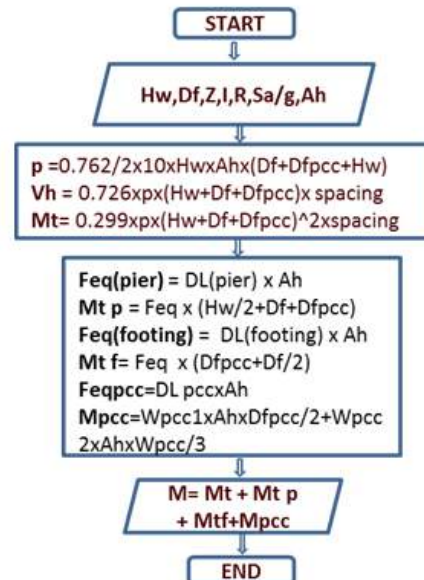 START
Hw,Df,Z,I,R,Sa/g,Ah
p =0.762/2x10xHwxAhx(Df+Dfpcc+Hw)
Vh = 0.726xpx(Hw+Df+Dfpcc)x spacing
Mt= 0.299xpx(Hw+Df+Dfpcc)^2xspacing
Feq(pier) = DL(pier) x Ah
Mt p = Feq x (Hw/2+Df+Dfpcc)
Feq(footing) = DL(footing) x Ah
Mt f= Feq x (Dfpcc+Df/2)
Feqpcc=DL pccxAh
Mpcc=Wpcc1xAhxDfpcc/2+Wpcc
2xAhxWpcc/3
M= Mt + Mt p
+ Mtf+Mpcc
END